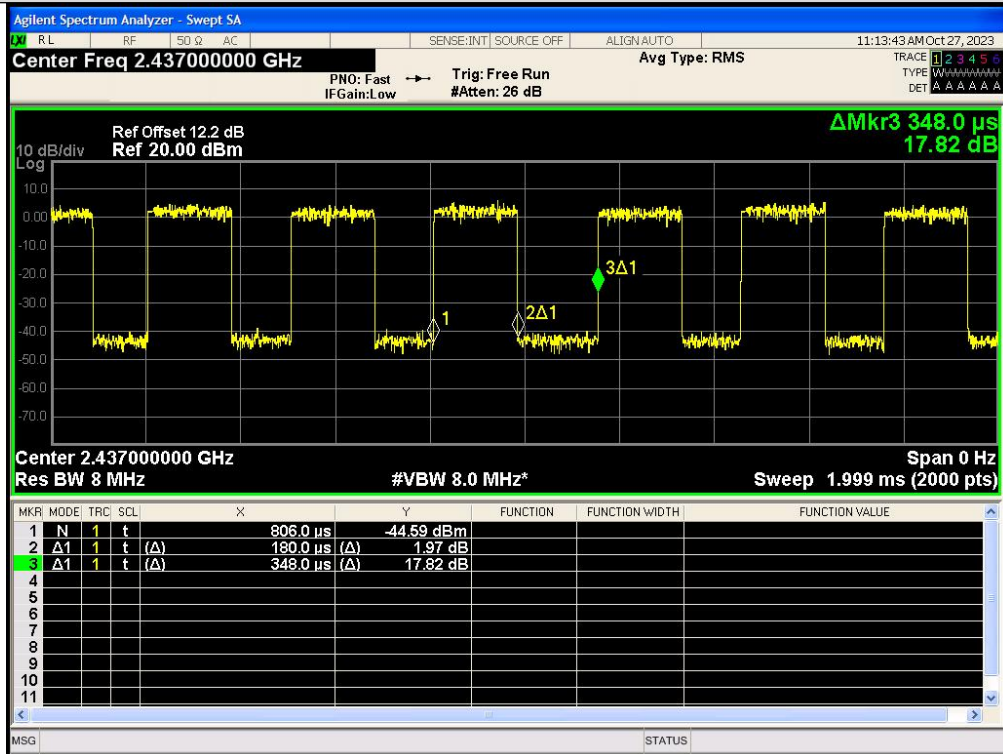 Agilent Spectrum Analyzer - Swept SA
LXI RL RF 50 Ω AC SENSE:INT SOURCE OFF ALIGN AUTO 11:13:43 AM Oct 27, 2023
Center Freq 2.437000000 GHz Avg Type: RMS TRACE 1 2 3 4 5 6
PNO: Fast Trig: Free Run TYPE W
IFGain:Low #Atten: 26 dB DET A A A A A A
ΔMkr3 348.0 µs
17.82 dB
Ref Offset 12.2 dB
10 dB/div Ref 20.00 dBm
Log
10.0
0.00
-10.0
-20.0
3Δ1
-30.0
1 2Δ1
-40.0
-50.0
-60.0
-70.0
Center 2.437000000 GHz Span 0 Hz
Res BW 8 MHz #VBW 8.0 MHz* Sweep 1.999 ms (2000 pts)
MKR MODE TRC SCL X Y FUNCTION FUNCTION WIDTH FUNCTION VALUE
1 N 1 t 806.0 µs -44.59 dBm
2 Δ1 1 t (Δ) 180.0 µs (Δ) 1.97 dB
3 Δ1 1 t (Δ) 348.0 µs (Δ) 17.82 dB
4
5
6
7
8
9
10
11
MSG STATUS